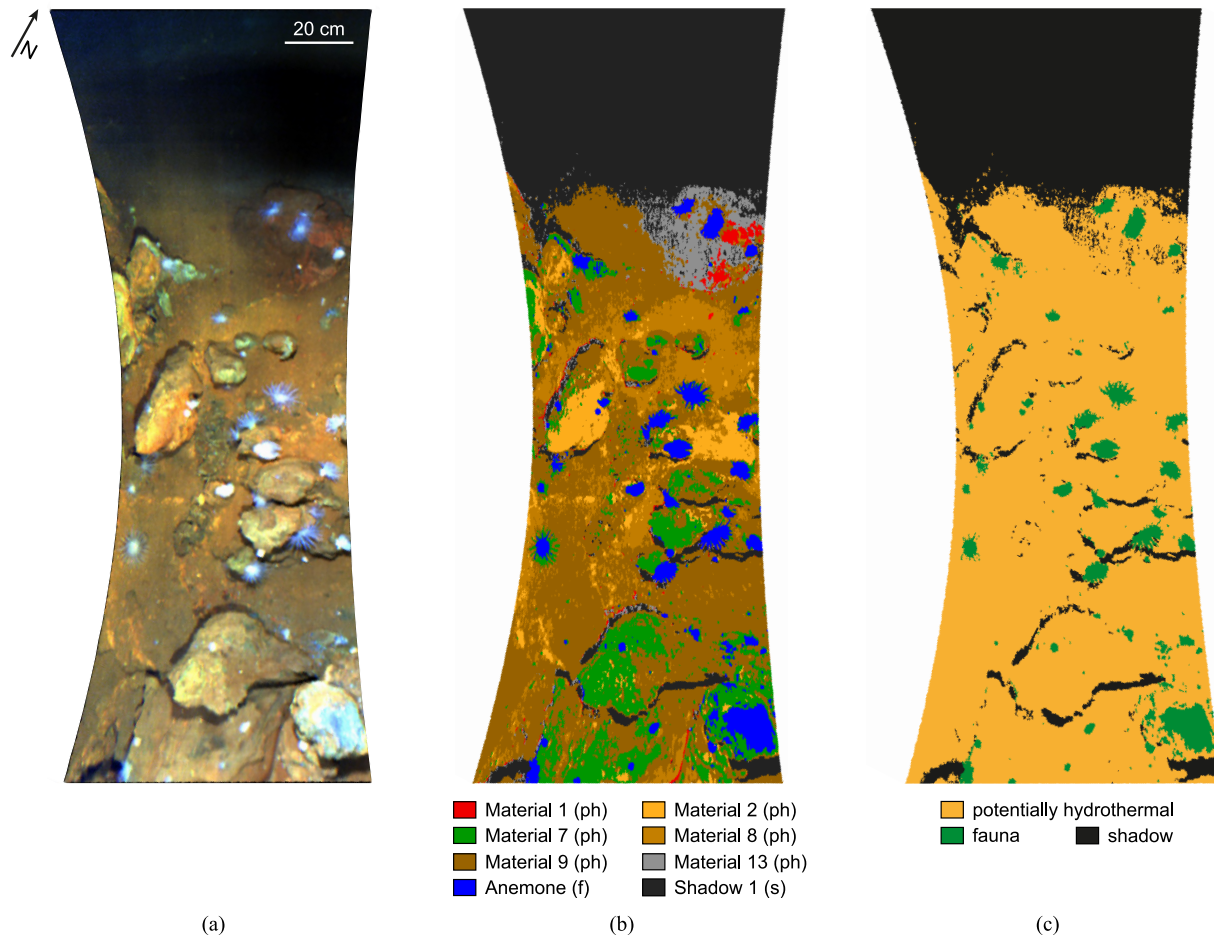 N
20 cm
Material 1 (ph)
Material 2 (ph)
Material 7 (ph)
Material 8 (ph)
Material 9 (ph)
Material 13 (ph)
Anemone (f)
Shadow 1 (s)
potentially hydrothermal
fauna
shadow
(a)
(b)
(c)